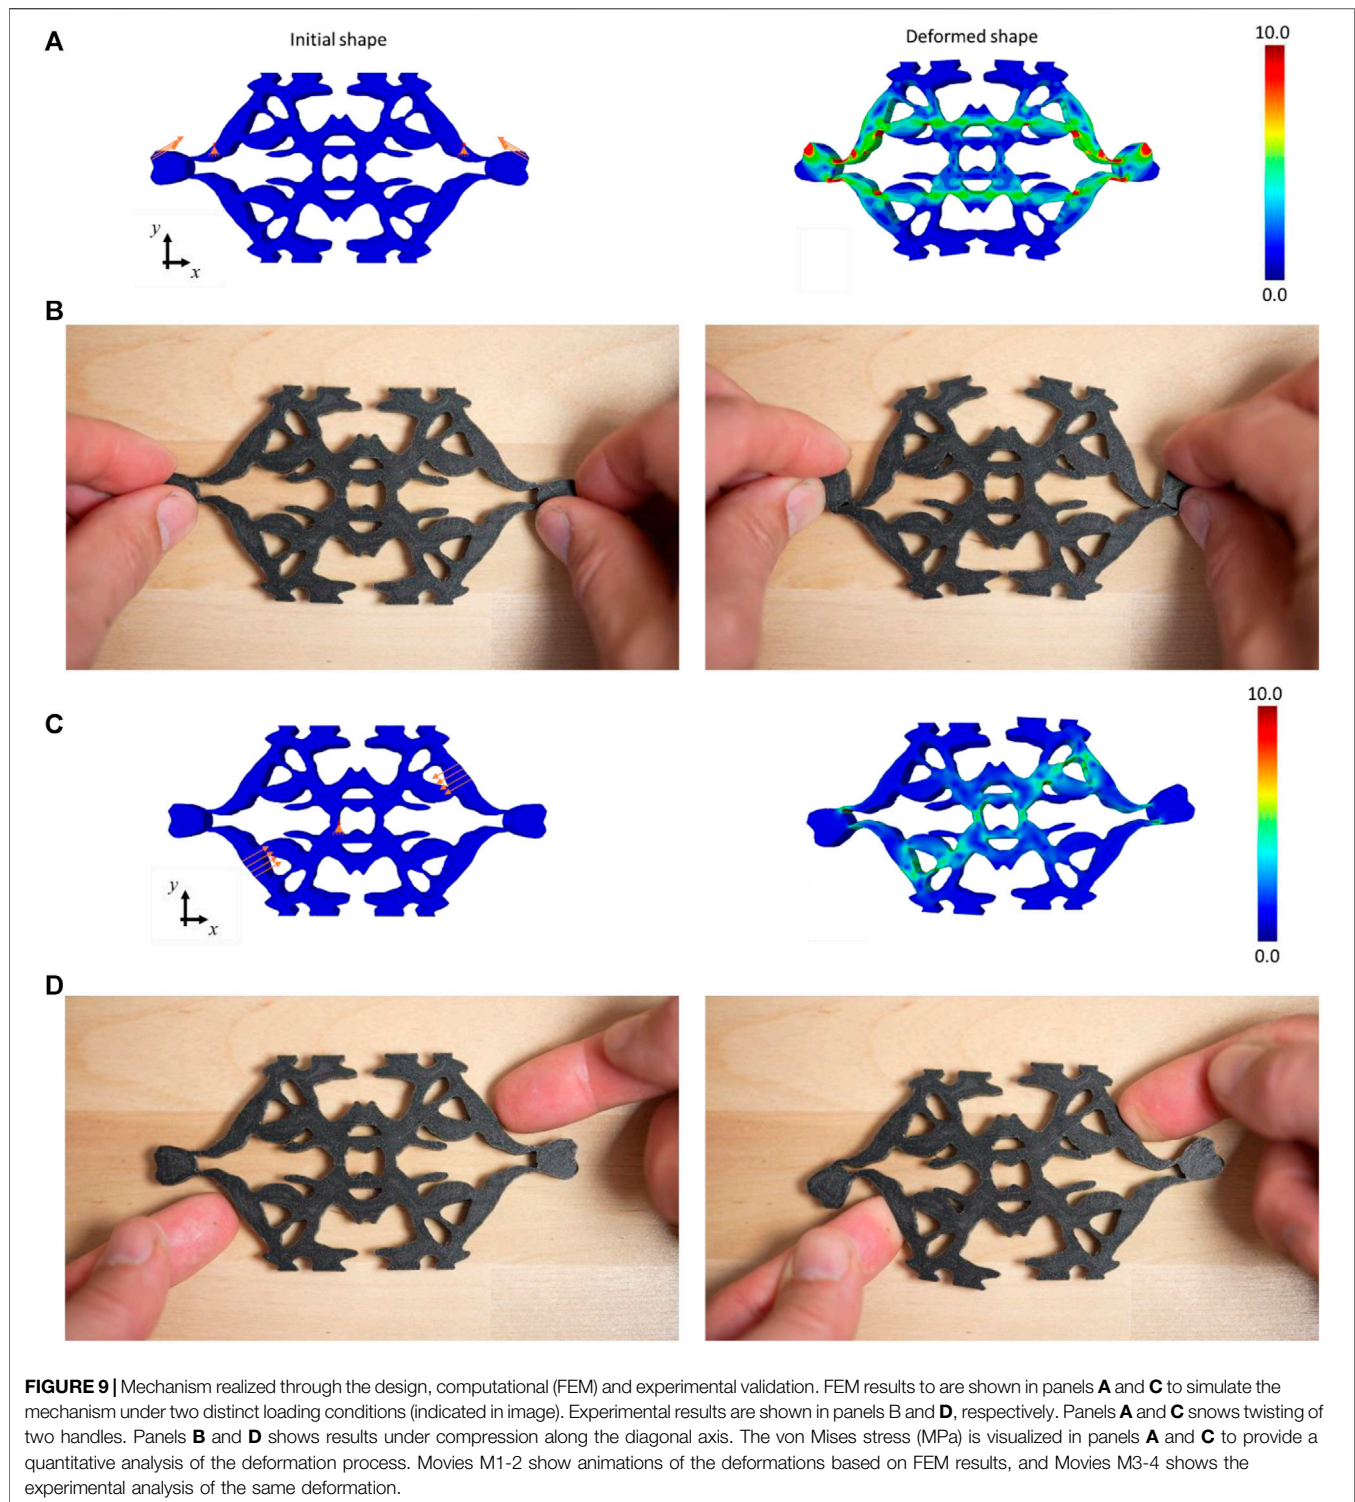 A
Initial shape
Deformed shape
10.0
0.0
y
x
B
C
10.0
0.0
y
x
D
FIGURE 9 | Mechanism realized through the design, computational (FEM) and experimental validation. FEM results to are shown in panels A and C to simulate the
mechanism under two distinct loading conditions (indicated in image). Experimental results are shown in panels B and D, respectively. Panels A and C snows twisting of
two handles. Panels B and D shows results under compression along the diagonal axis. The von Mises stress (MPa) is visualized in panels A and C to provide a
quantitative analysis of the deformation process. Movies M1-2 show animations of the deformations based on FEM results, and Movies M3-4 shows the
experimental analysis of the same deformation.